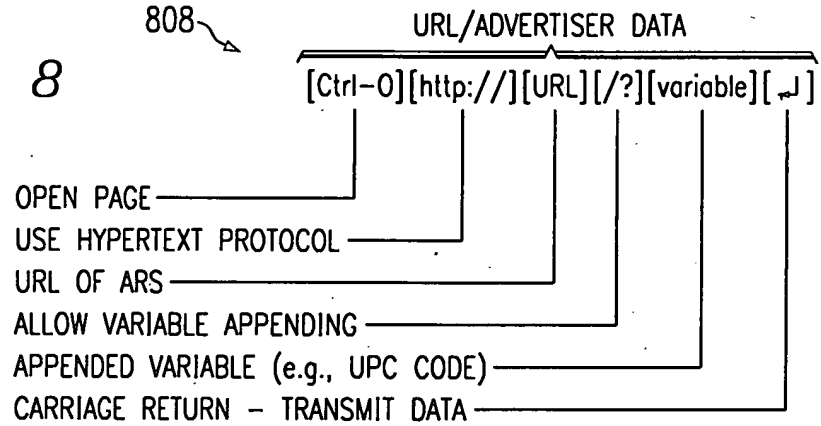 808
URL/ADVERTISER DATA
8
[Ctrl-O][http://][URL][/?][variable][↵]
OPEN PAGE
USE HYPERTEXT PROTOCOL
URL OF ARS
ALLOW VARIABLE APPENDING
APPENDED VARIABLE (e.g., UPC CODE)
CARRIAGE RETURN – TRANSMIT DATA